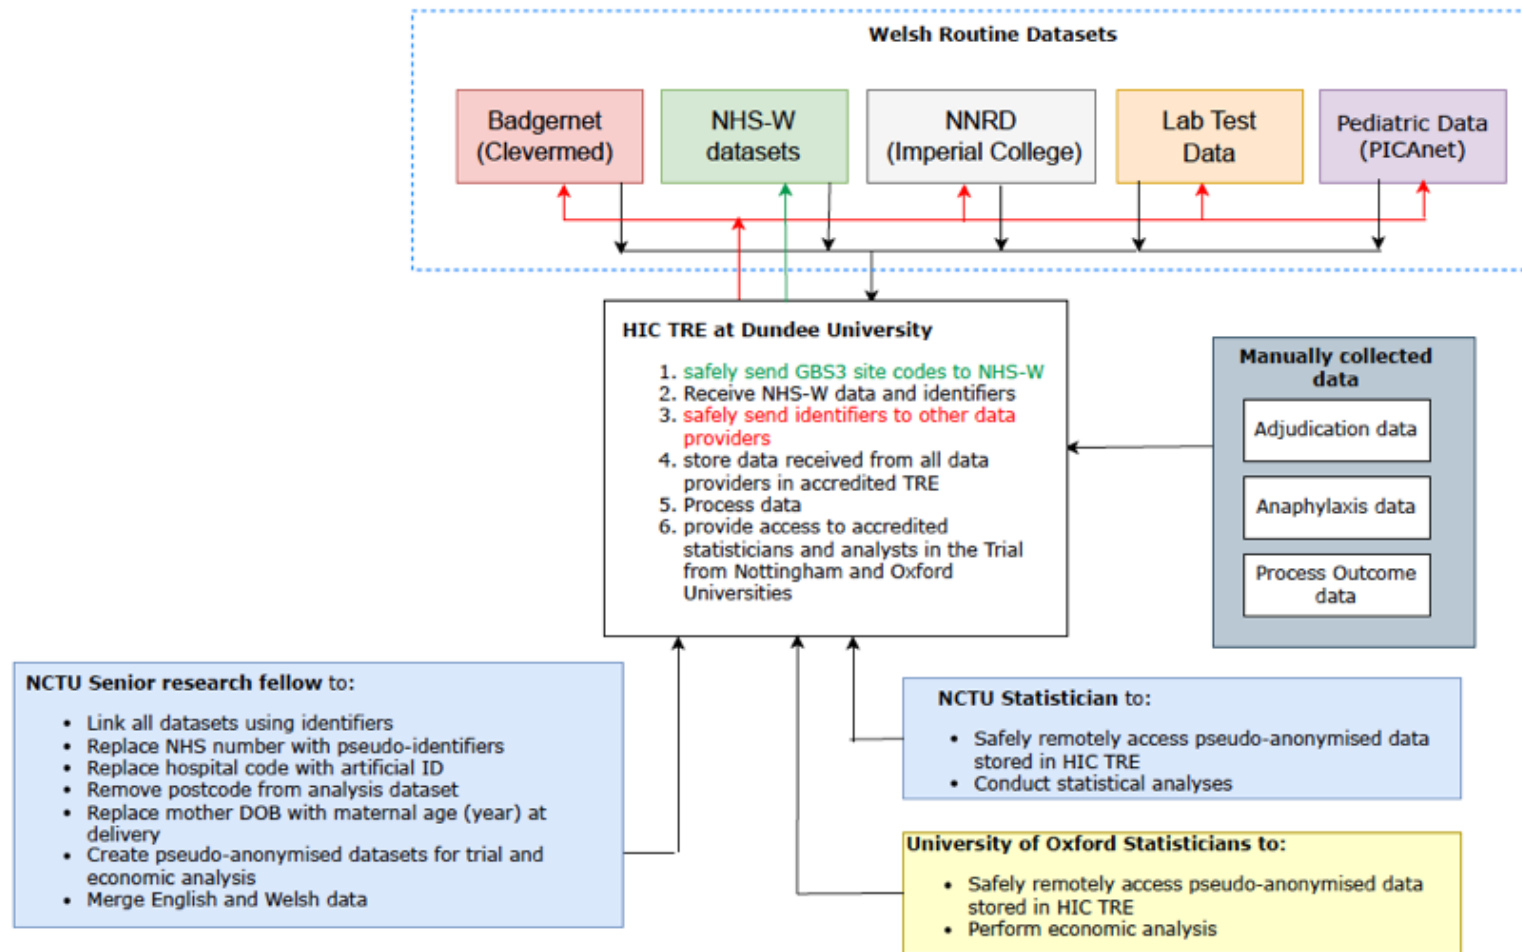 Welsh Routine Datasets
Badgernet
(Clevermed)
NHS-W
datasets
NNRD
(Imperial College)
Lab Test
Data
Pediatric Data
(PICAnet)
HIC TRE at Dundee University
1. safely send GBS3 site codes to NHS-W
2. Receive NHS-W data and identifiers
3. safely send identifiers to other data
providers
4. store data received from all data
providers in accredited TRE
5. Process data
6. provide access to accredited
statisticians and analysts in the Trial
from Nottingham and Oxford
Universities
Manually collected
data
Adjudication data
Anaphylaxis data
Process Outcome
data
NCTU Senior research fellow to:
• Link all datasets using identifiers
• Replace NHS number with pseudo-identifiers
• Replace hospital code with artificial ID
• Remove postcode from analysis dataset
• Replace mother DOB with maternal age (year) at
delivery
• Create pseudo-anonymised datasets for trial and
economic analysis
• Merge English and Welsh data
NCTU Statistician to:
• Safely remotely access pseudo-anonymised data
stored in HIC TRE
• Conduct statistical analyses
University of Oxford Statisticians to:
• Safely remotely access pseudo-anonymised data
stored in HIC TRE
• Perform economic analysis